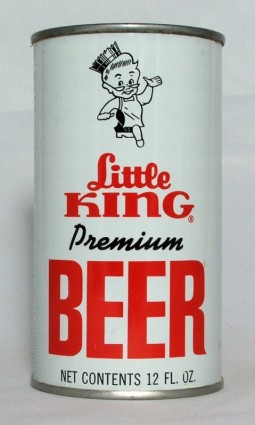 Little
KING®
Premium
BEER
NET CONTENTS 12 FL. OZ.